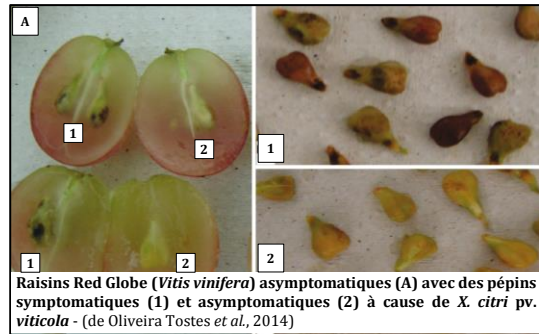 A
1
2
1
2
1
2
Raisins Red Globe (Vitis vinifera) asymptomatiques (A) avec des pépins
symptomatiques (1) et asymptomatiques (2) à cause de X. citri pv.
viticola - (de Oliveira Tostes et al., 2014)